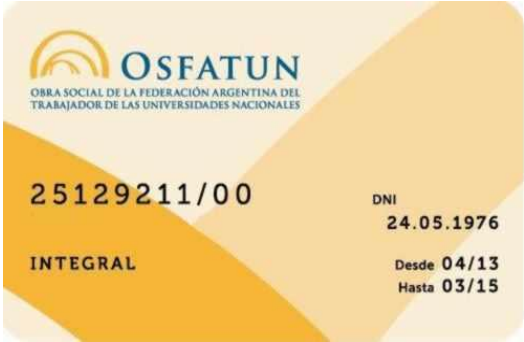 OSFATUN
OBRA SOCIAL DE LA FEDERACIÓN ARGENTINA DEL
TRABAJADOR DE LAS UNIVERSIDADES NACIONALES
25129211/00
DNI
24.05.1976
INTEGRAL
Desde 04/13
Hasta 03/15